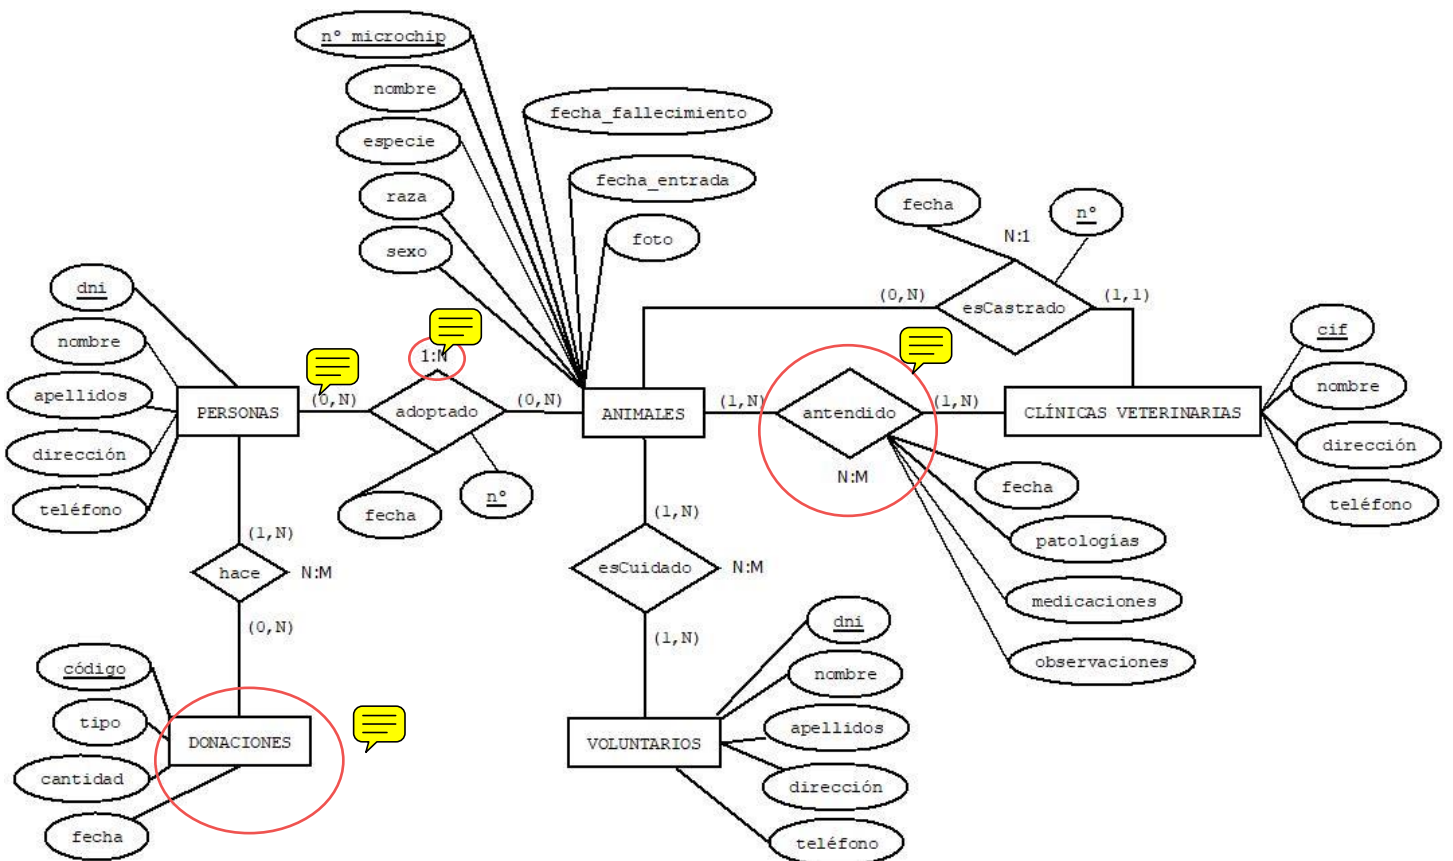 nº microchip
nombre
especie
raza
sexo
fecha_fallecimiento
fecha_entrada
foto
fecha
nº
N:1
(0,N)
esCastrado
(1,1)
dni
nombre
apellidos
dirección
teléfono
PERSONAS
(0,N)
1:N
adoptado
(0,N)
fecha
nº
ANIMALES
(1,N)
antendido
(1,N)
N:M
CLÍNICAS VETERINARIAS
cif
nombre
dirección
teléfono
fecha
patologías
medicaciones
observaciones
(1,N)
hace
N:M
(0,N)
(1,N)
esCuidado
N:M
(1,N)
código
tipo
cantidad
fecha
DONACIONES
VOLUNTARIOS
dni
nombre
apellidos
dirección
teléfono